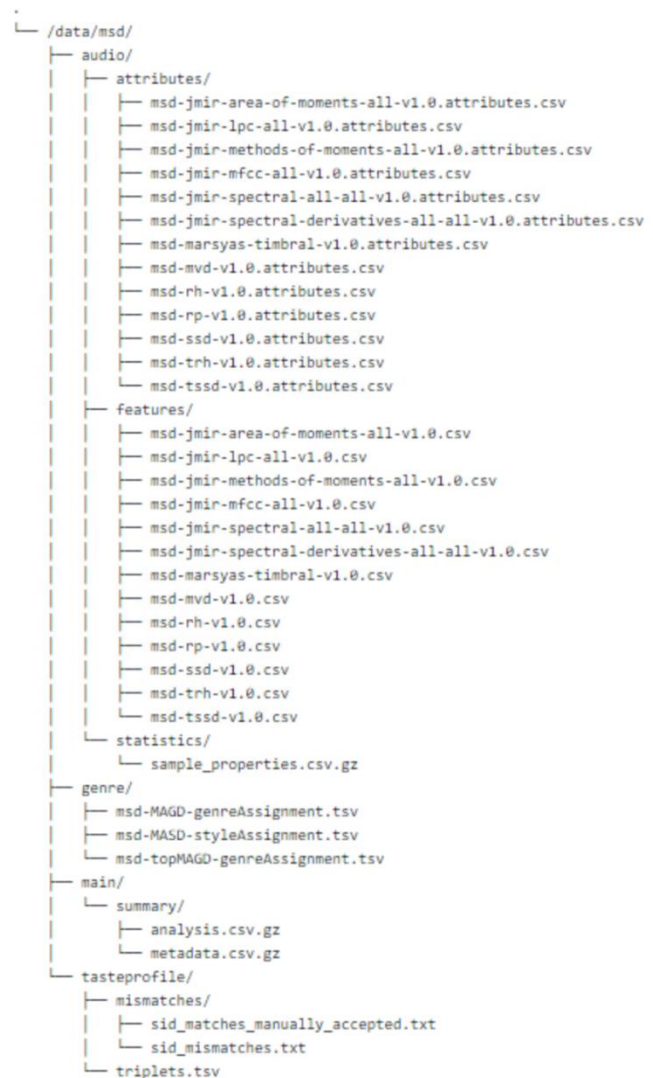 .
└── /data/msd/
    ├── audio/
    │   ├── attributes/
    │   │   ├── msd-jmir-area-of-moments-all-v1.0.attributes.csv
    │   │   ├── msd-jmir-lpc-all-v1.0.attributes.csv
    │   │   ├── msd-jmir-methods-of-moments-all-v1.0.attributes.csv
    │   │   ├── msd-jmir-mfcc-all-v1.0.attributes.csv
    │   │   ├── msd-jmir-spectral-all-all-v1.0.attributes.csv
    │   │   ├── msd-jmir-spectral-derivatives-all-all-v1.0.attributes.csv
    │   │   ├── msd-marsyas-timbral-v1.0.attributes.csv
    │   │   ├── msd-mvd-v1.0.attributes.csv
    │   │   ├── msd-rh-v1.0.attributes.csv
    │   │   ├── msd-rp-v1.0.attributes.csv
    │   │   ├── msd-ssd-v1.0.attributes.csv
    │   │   ├── msd-trh-v1.0.attributes.csv
    │   │   └── msd-tssd-v1.0.attributes.csv
    │   ├── features/
    │   │   ├── msd-jmir-area-of-moments-all-v1.0.csv
    │   │   ├── msd-jmir-lpc-all-v1.0.csv
    │   │   ├── msd-jmir-methods-of-moments-all-v1.0.csv
    │   │   ├── msd-jmir-mfcc-all-v1.0.csv
    │   │   ├── msd-jmir-spectral-all-all-v1.0.csv
    │   │   ├── msd-jmir-spectral-derivatives-all-all-v1.0.csv
    │   │   ├── msd-marsyas-timbral-v1.0.csv
    │   │   ├── msd-mvd-v1.0.csv
    │   │   ├── msd-rh-v1.0.csv
    │   │   ├── msd-rp-v1.0.csv
    │   │   ├── msd-ssd-v1.0.csv
    │   │   ├── msd-trh-v1.0.csv
    │   │   └── msd-tssd-v1.0.csv
    │   └── statistics/
    │       └── sample_properties.csv.gz
    ├── genre/
    │   ├── msd-MAGD-genreAssignment.tsv
    │   ├── msd-MASD-styleAssignment.tsv
    │   └── msd-topMAGD-genreAssignment.tsv
    ├── main/
    │   └── summary/
    │       ├── analysis.csv.gz
    │       └── metadata.csv.gz
    └── tasteprofile/
        ├── mismatches/
        │   ├── sid_matches_manually_accepted.txt
        │   └── sid_mismatches.txt
        └── triplets.tsv